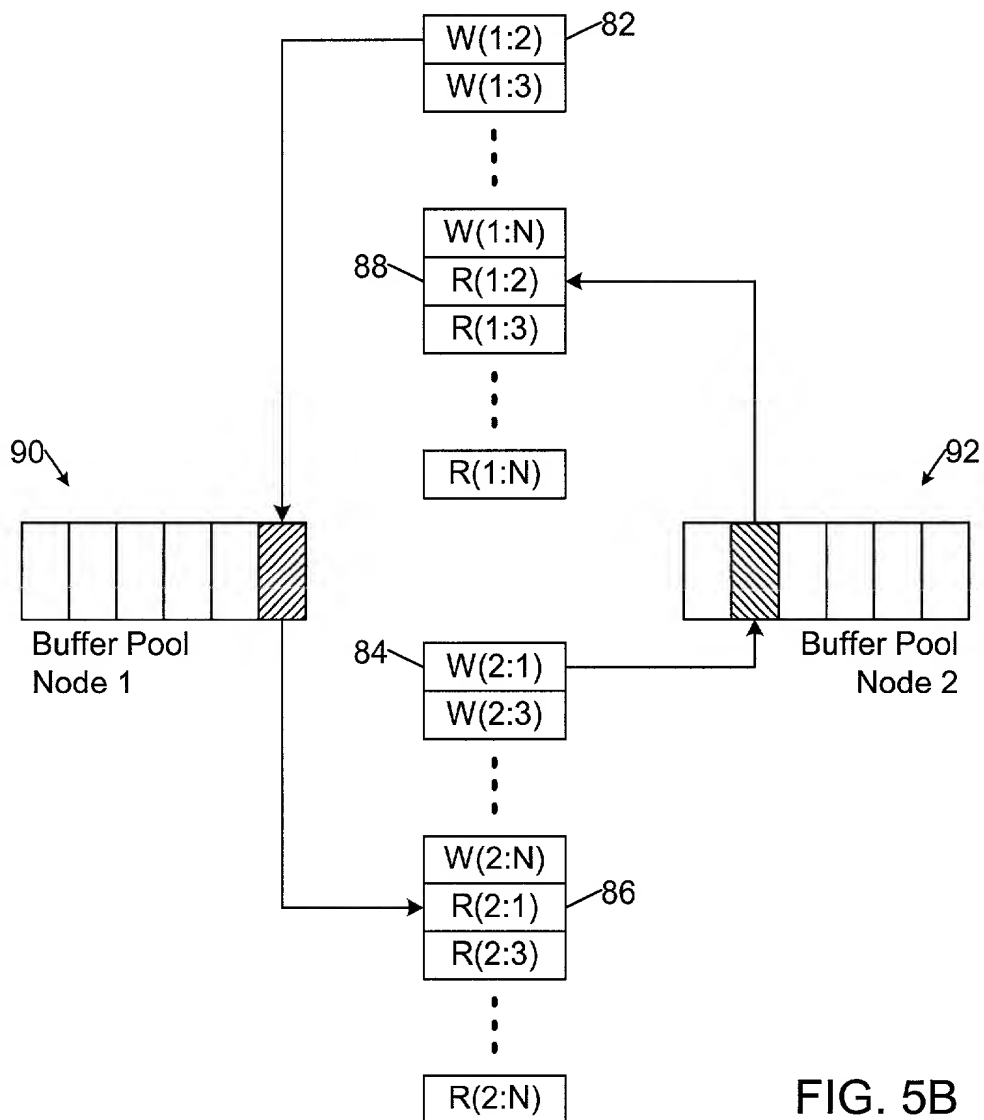 W(1:2)
82
W(1:3)
W(1:N)
88
R(1:2)
R(1:3)
90
R(1:N)
92
Buffer Pool
Node 1
Buffer Pool
Node 2
84
W(2:1)
W(2:3)
W(2:N)
R(2:1)
86
R(2:3)
R(2:N)
FIG. 5B